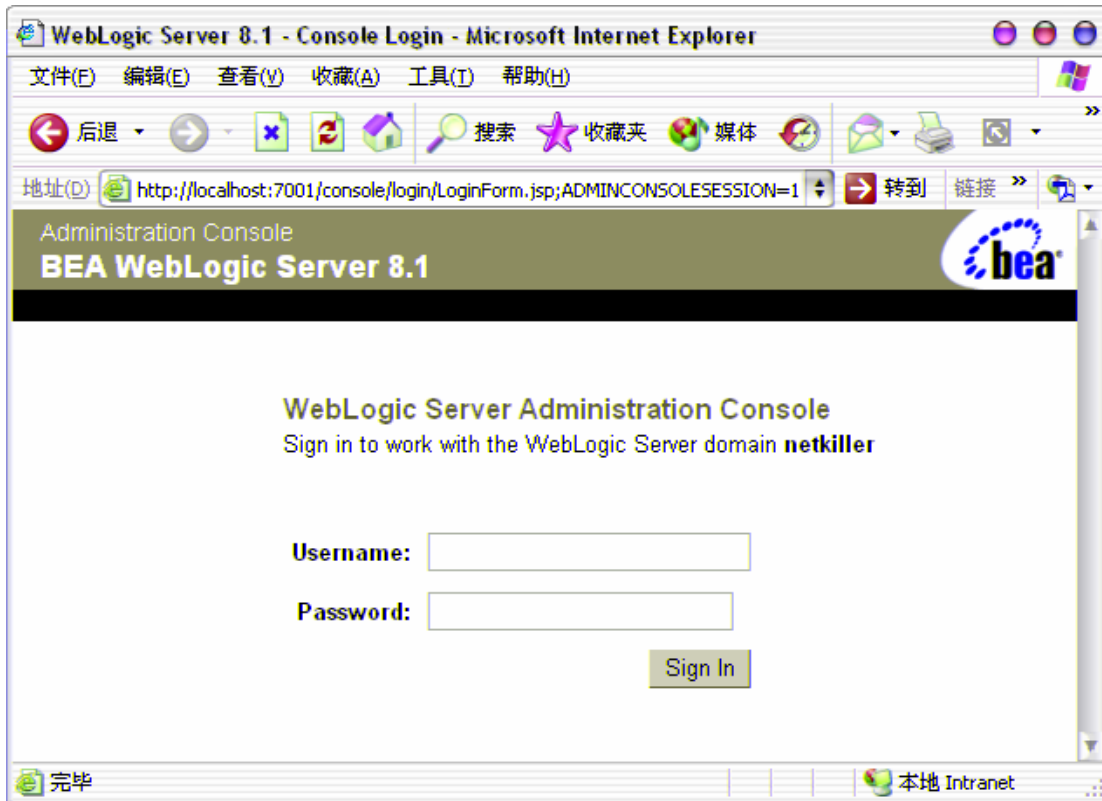 WebLogic Server 8.1 - Console Login - Microsoft Internet Explorer
文件(F) 编辑(E) 查看(V) 收藏(A) 工具(T) 帮助(H)
后退 搜索 收藏夹 媒体 »
地址(D) http://localhost:7001/console/login/LoginForm.jsp;ADMINCONSOLESESSION=1 转到 链接 »
Administration Console
BEA WebLogic Server 8.1
bea
WebLogic Server Administration Console
Sign in to work with the WebLogic Server domain netkiller
Username:
Password:
Sign In
完毕 本地 Intranet